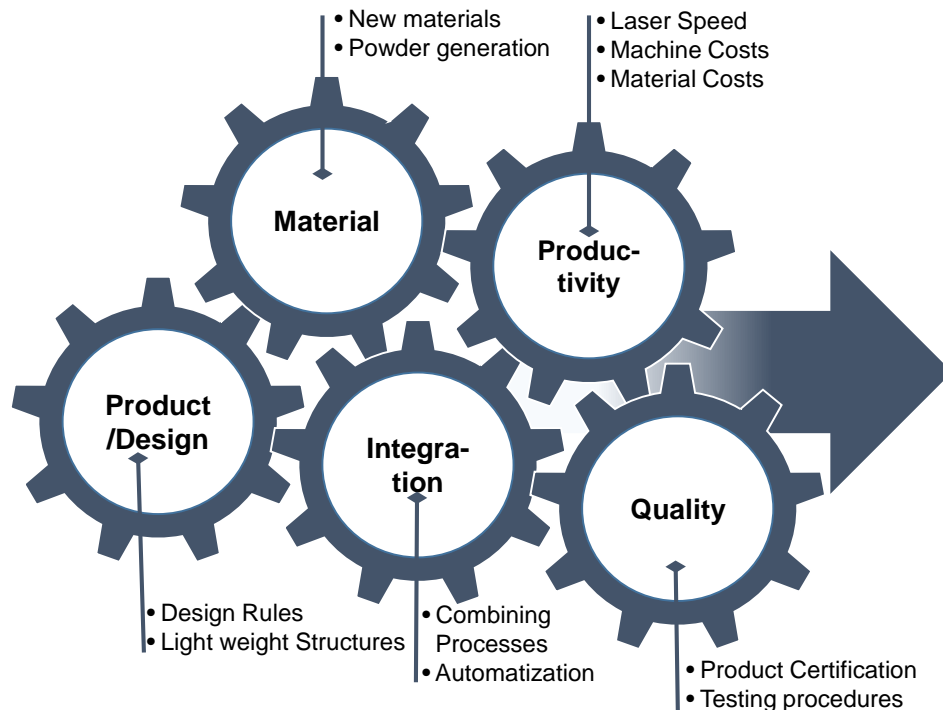 • New materials
• Powder generation
• Laser Speed
• Machine Costs
• Material Costs
Material
Produc-
tivity
Product
/Design
Integra-
tion
Quality
• Design Rules
• Light weight Structures
• Combining
Processes
• Automatization
• Product Certification
• Testing procedures